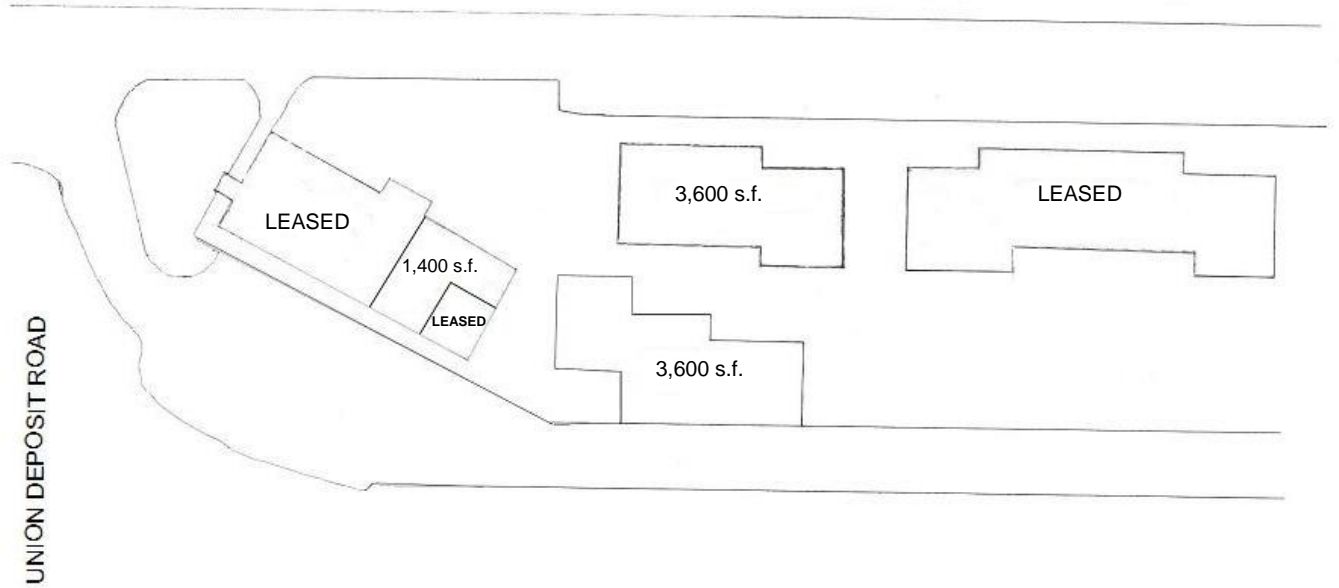 3,600 s.f.
LEASED
LEASED
1,400 s.f.
LEASED
3,600 s.f.
UNION DEPOSIT ROAD